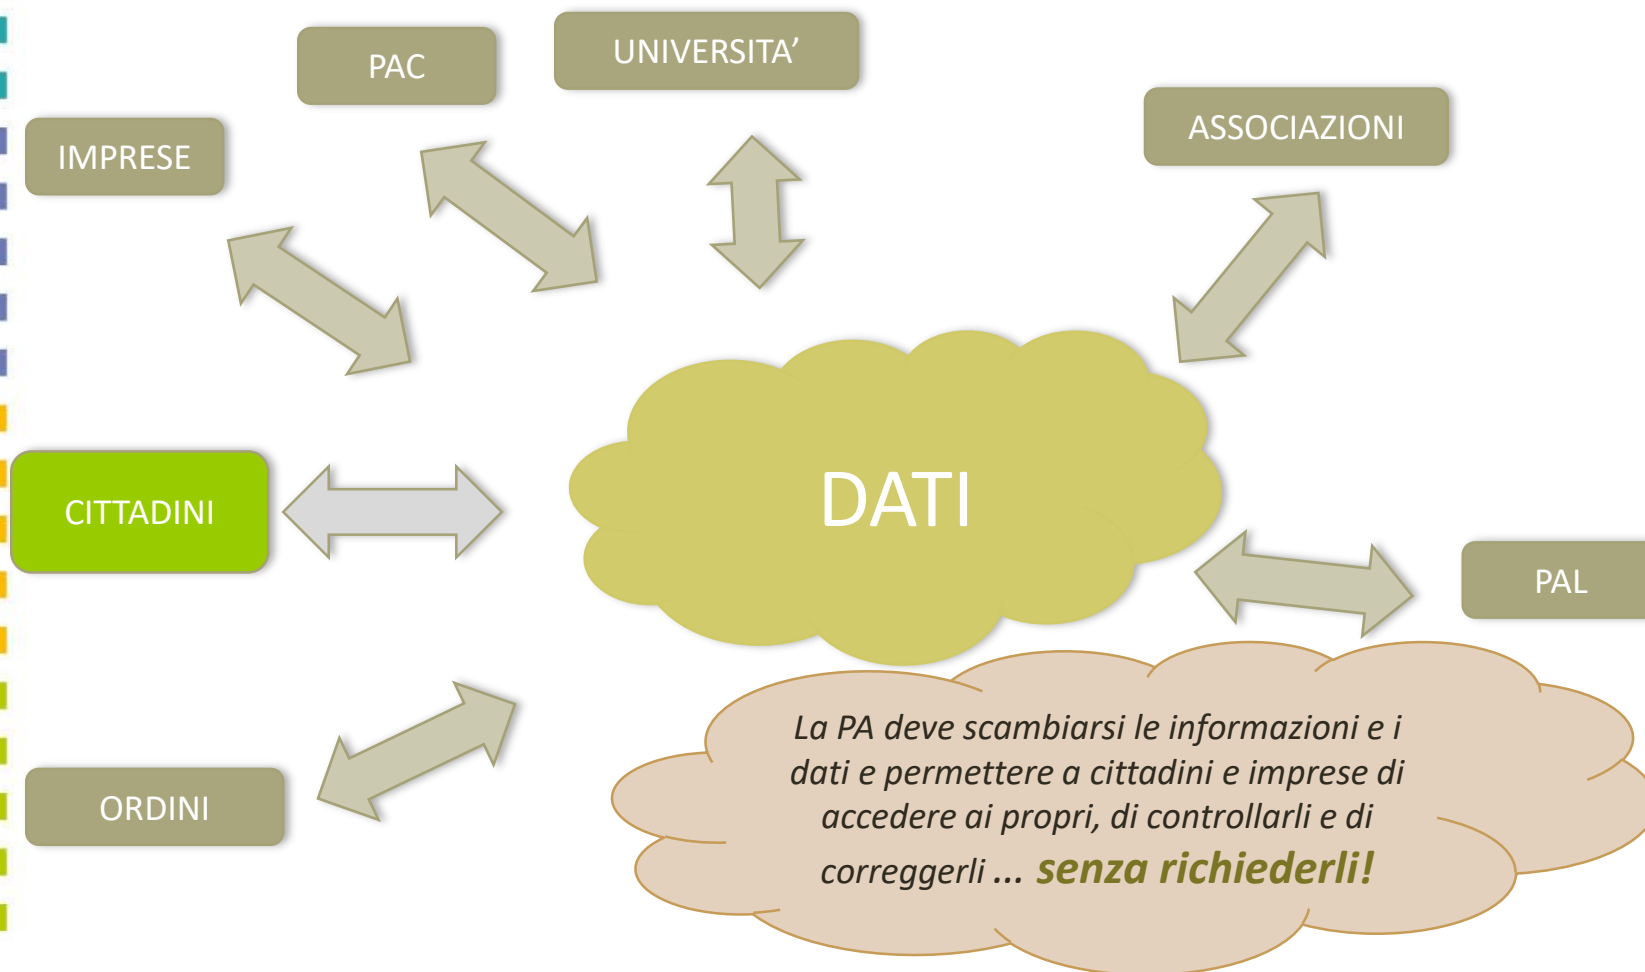 PAC
UNIVERSITA’
ASSOCIAZIONI
IMPRESE
CITTADINI
DATI
PAL
ORDINI
La PA deve scambiarsi le informazioni e i
dati e permettere a cittadini e imprese di
accedere ai propri, di controllarli e di
correggerli ... senza richiederli!